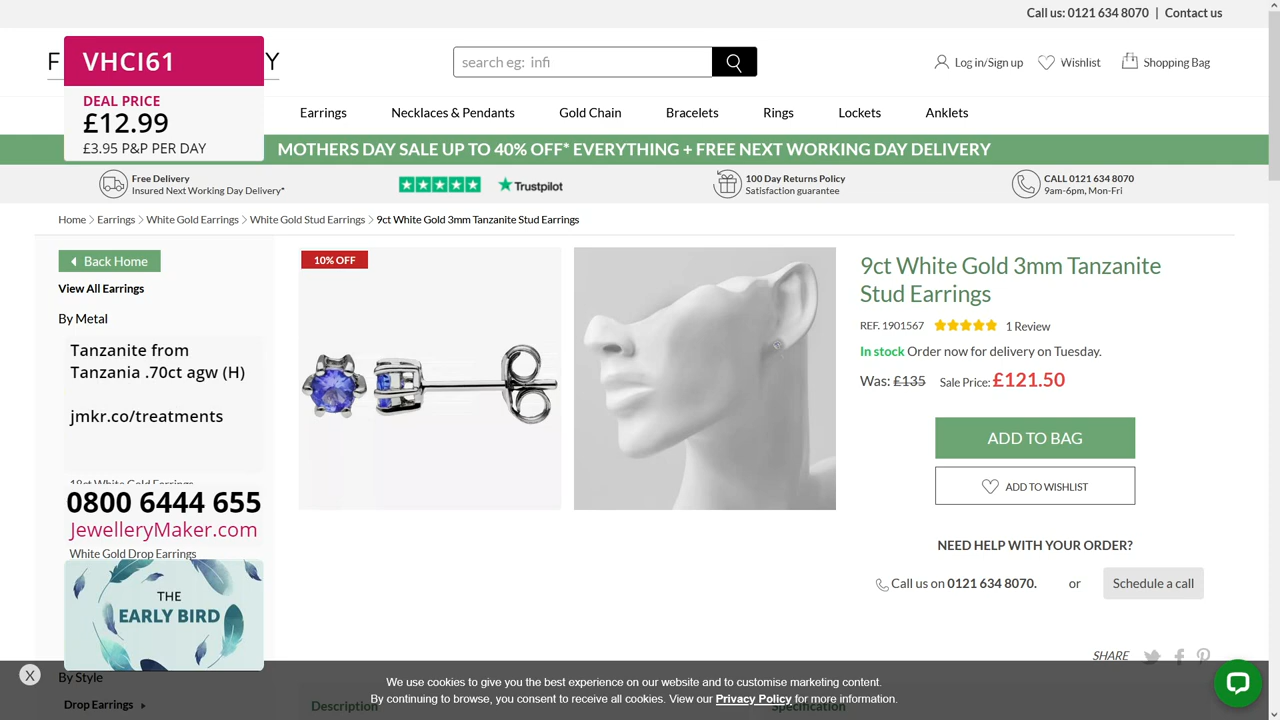 Call us: 0121 634 8070 | Contact us
F
Y
VHCI61
DEAL PRICE
£12.99
£3.95 P&P PER DAY
search eg: infi
Log in/Sign up
Wishlist
Shopping Bag
Earrings
Necklaces & Pendants
Gold Chain
Bracelets
Rings
Lockets
Anklets
MOTHERS DAY SALE UP TO 40% OFF* EVERYTHING + FREE NEXT WORKING DAY DELIVERY
Free Delivery
Insured Next Working Day Delivery*
Trustpilot
100 Day Returns Policy
Satisfaction guarantee
CALL 0121 634 8070
9am-6pm, Mon-Fri
Home > Earrings > White Gold Earrings > White Gold Stud Earrings > 9ct White Gold 3mm Tanzanite Stud Earrings
Back Home
View All Earrings
By Metal
Tanzanite from
Tanzania .70ct agw (H)
jmkr.co/treatments
18ct White Gold Earrings
0800 6444 655
JewelleryMaker.com
White Gold Drop Earrings
THE
EARLY BIRD
By Style
Drop Earrings
10% OFF
9ct White Gold 3mm Tanzanite
Stud Earrings
REF. 1901567
1 Review
In stock Order now for delivery on Tuesday.
Was: £135 Sale Price: £121.50
ADD TO BAG
ADD TO WISHLIST
NEED HELP WITH YOUR ORDER?
Call us on 0121 634 8070. or Schedule a call
SHARE
X
We use cookies to give you the best experience on our website and to customise marketing content.
By continuing to browse, you consent to receive all cookies. View our Privacy Policy for more information.
Description
Specification